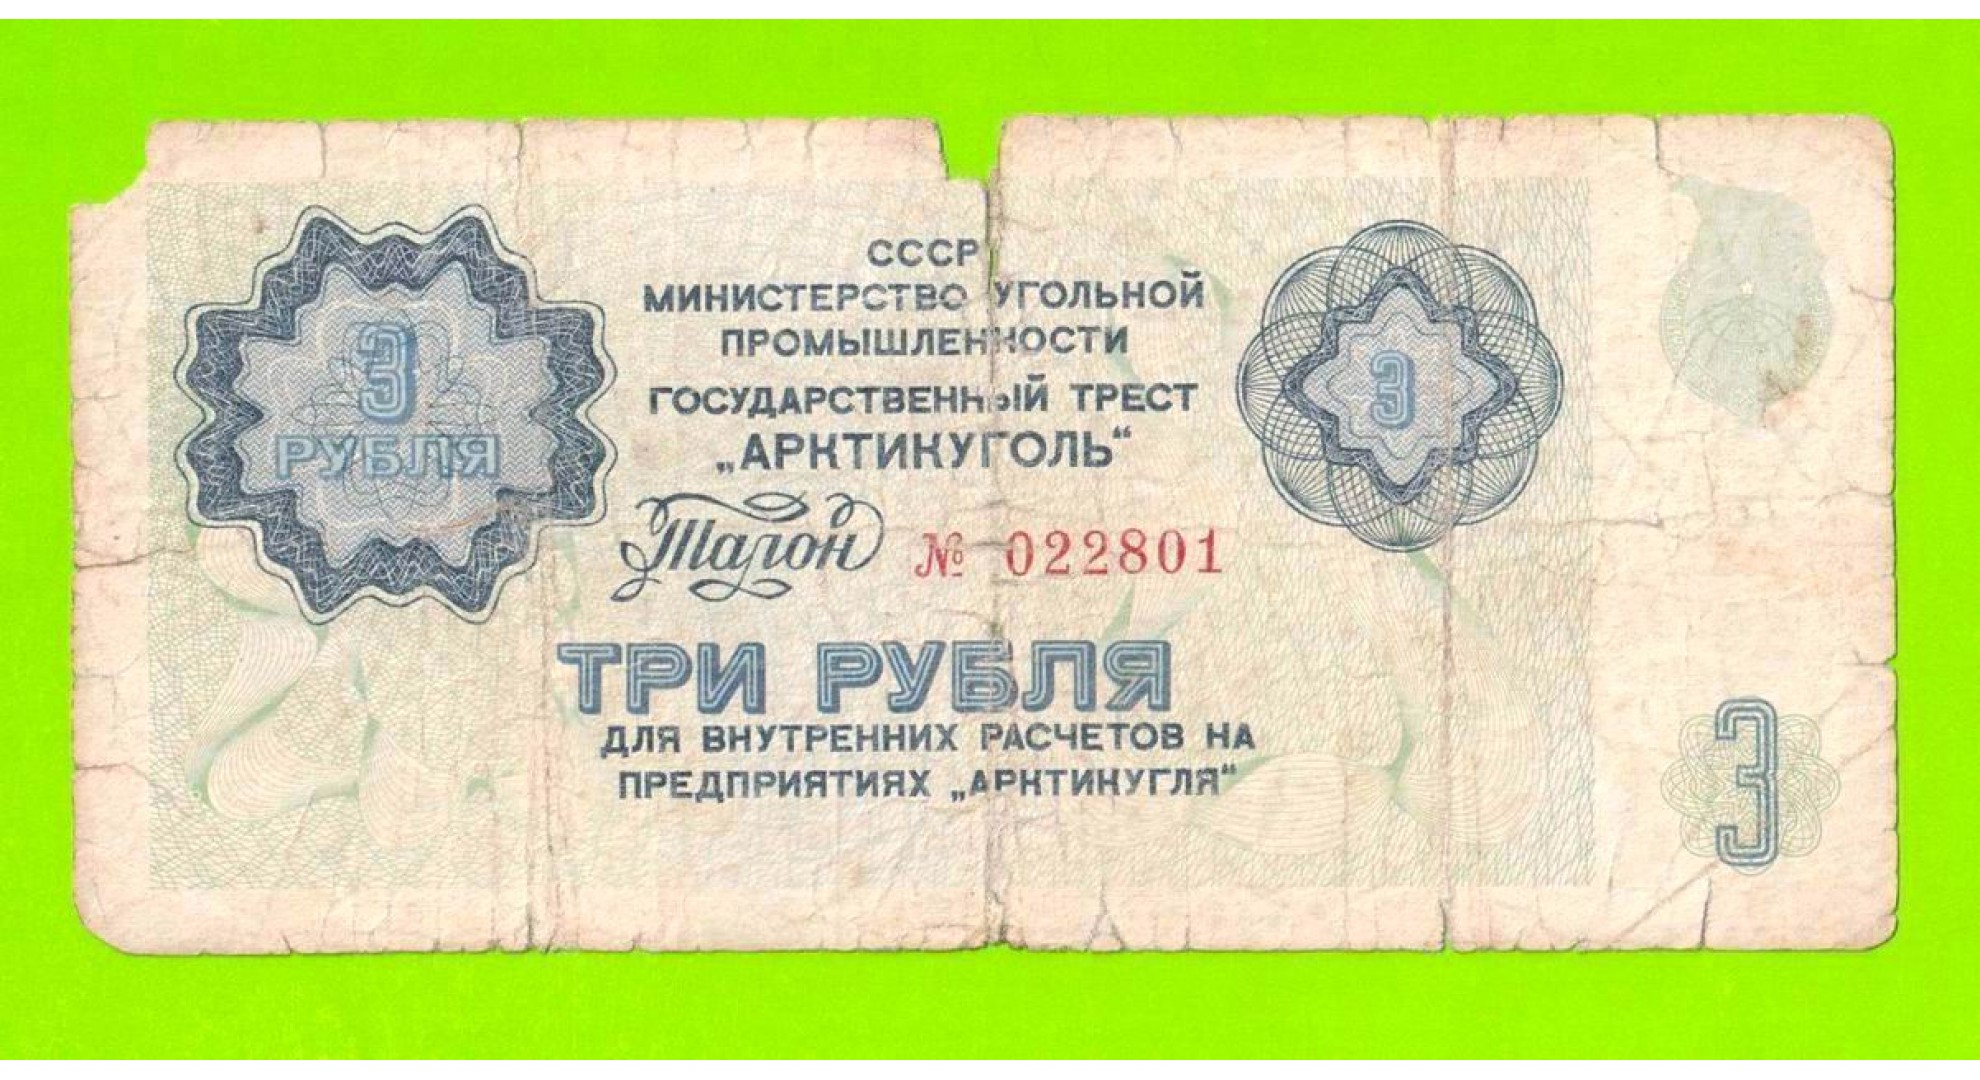 СССР
МИНИСТЕРСТВО УГОЛЬНОЙ
ПРОМЫШЛЕННОСТИ
ГОСУДАРСТВЕННЫЙ ТРЕСТ
„АРКТИКУГОЛЬ“
3
РУБЛЯ
3
Талон № 022801
ТРИ РУБЛЯ
ДЛЯ ВНУТРЕННИХ РАСЧЕТОВ НА
ПРЕДПРИЯТИЯХ „АРКТИКУГЛЯ“
3